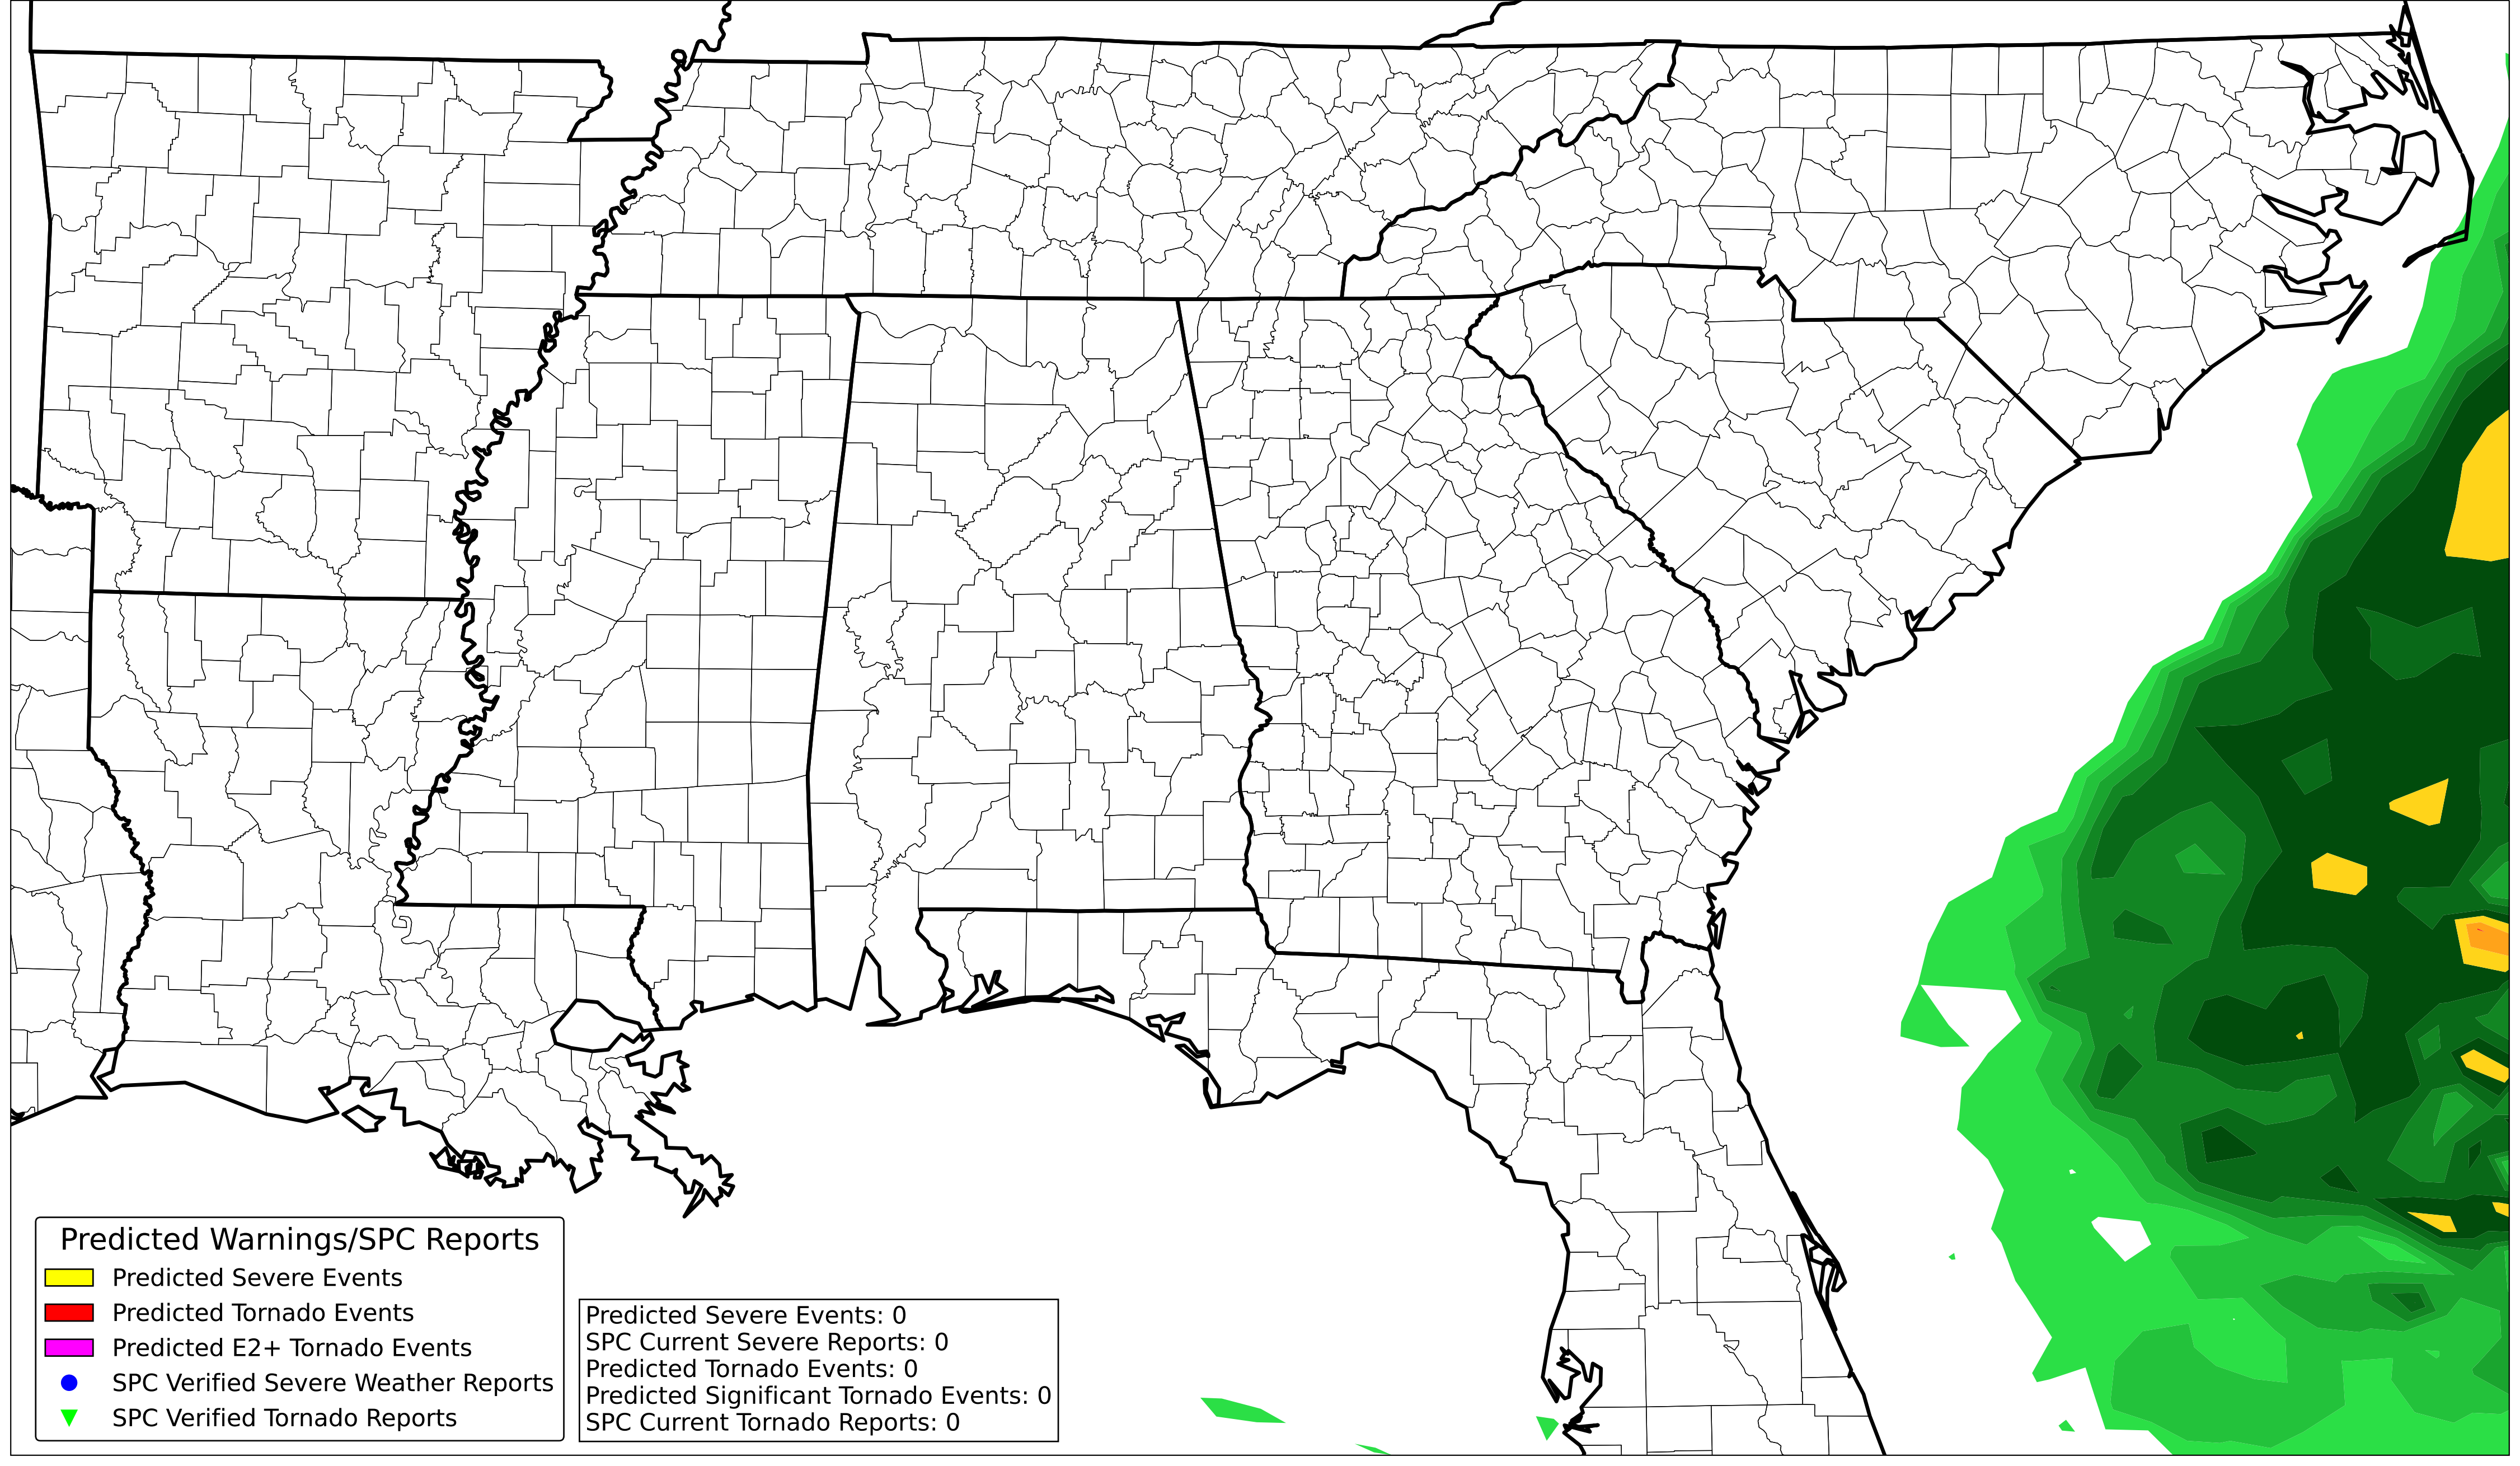 Predicted Warnings/SPC Reports
Predicted Severe Events
Predicted Tornado Events
Predicted E2+ Tornado Events
SPC Verified Severe Weather Reports
SPC Verified Tornado Reports
Predicted Severe Events: 0
SPC Current Severe Reports: 0
Predicted Tornado Events: 0
Predicted Significant Tornado Events: 0
SPC Current Tornado Reports: 0